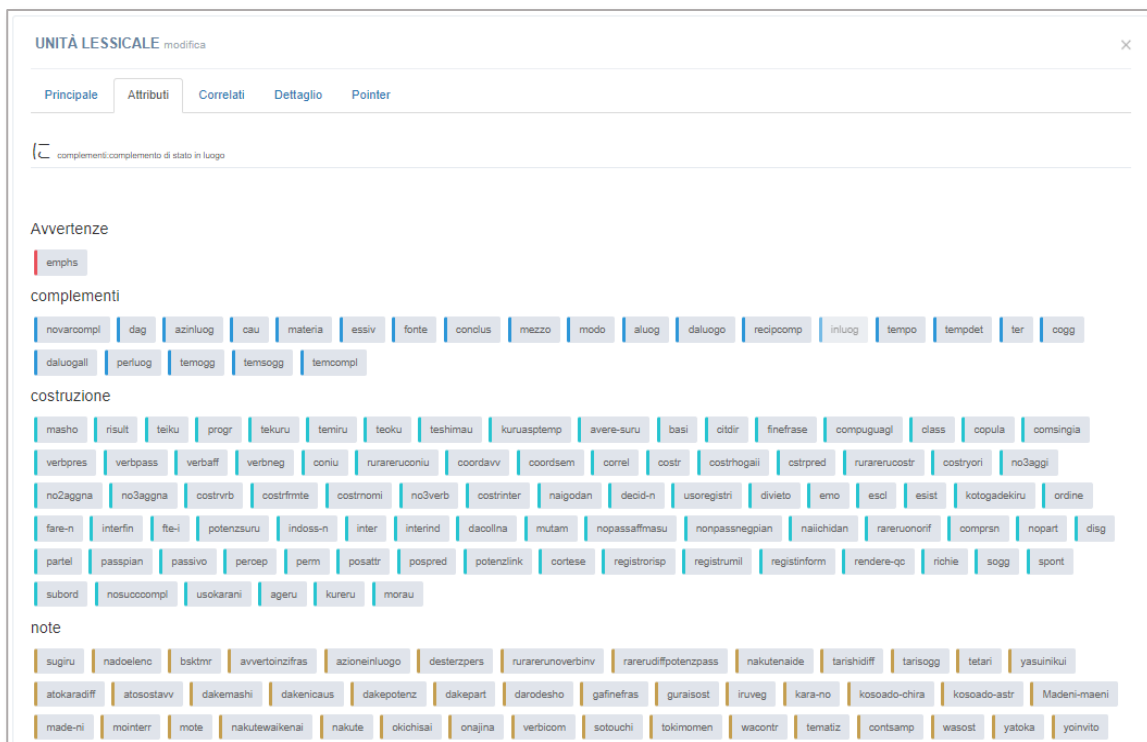 UNITÀ LESSICALE modifica ×
Principale Attributi Correlati Dettaglio Pointer
に complementi:complemento di stato in luogo
Avvertenze
emphs
complementi
novarcompl dag azinluog cau materia essiv fonte conclus mezzo modo aluog daluogo recipcomp inluog tempo tempdet ter cogg
daluogall perluog temogg temsogg temcompl
costruzione
masho risult teiku progr tekuru temiru teoku teshimau kuruasptemp avere-suru basi citdir finefrase compuguagl class copula comsingia
verbpres verbpass verbaff verbneg coniu rurareruconiu coordavv coordsem correl costr costrhogaii cstrpred rurarerucostr costryori no3aggi
no2aggna no3aggna costrvrb costrfrmte costrnomi no3verb costrinter naigodan decid-n usoregistri divieto emo escl esist kotogadekiru ordine
fare-n interfin fte-i potenzsuru indoss-n inter interind dacollna mutam nopassaffmasu nonpassnegpian naiichidan rareruonorif comprsn nopart disg
partel passpian passivo percep perm posattr pospred potenzlink cortese registrorisp registrumil registinform rendere-qc richie sogg spont
subord nosucccompl usokarani ageru kureru morau
note
sugiru nadoelenc bsktmr avvertoinzifras azioneinluogo desterzpers rurarerunoverbinv rarerudiffpotenzpass nakutenaide tarishidiff tarisogg tetari yasuinikui
atokaradiff atosostavv dakemashi dakenicaus dakepotenz dakepart darodesho gafinefras guraisost iruveg kara-no kosoado-chira kosoado-astr Madeni-maeni
made-ni mointerr mote nakutewaikenai nakute okichisai onajina verbicom sotouchi tokimomen wacontr tematiz contsamp wasost yatoka yoinvito